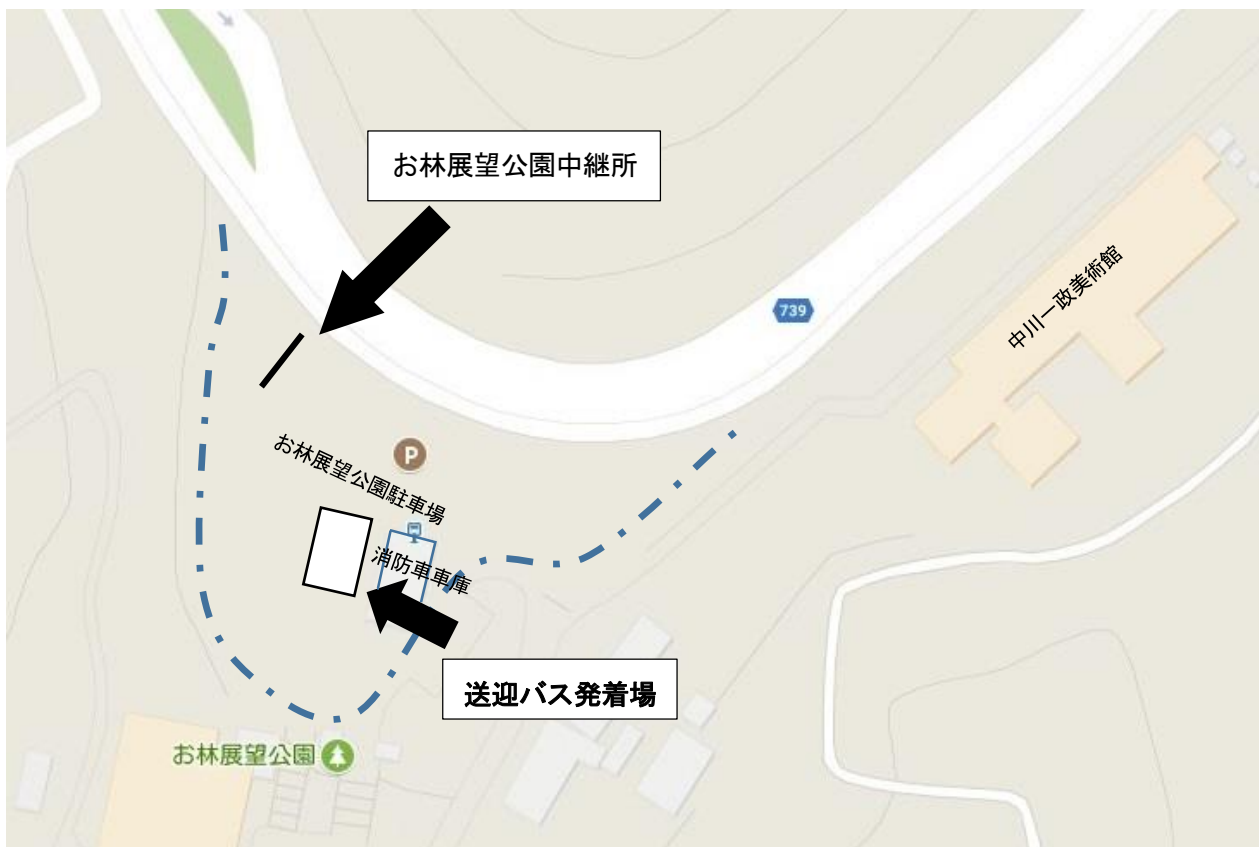 お林展望公園中継所
739
中川一政美術館
P
お林展望公園駐車場
消防車車庫
送迎バス発着場
お林展望公園